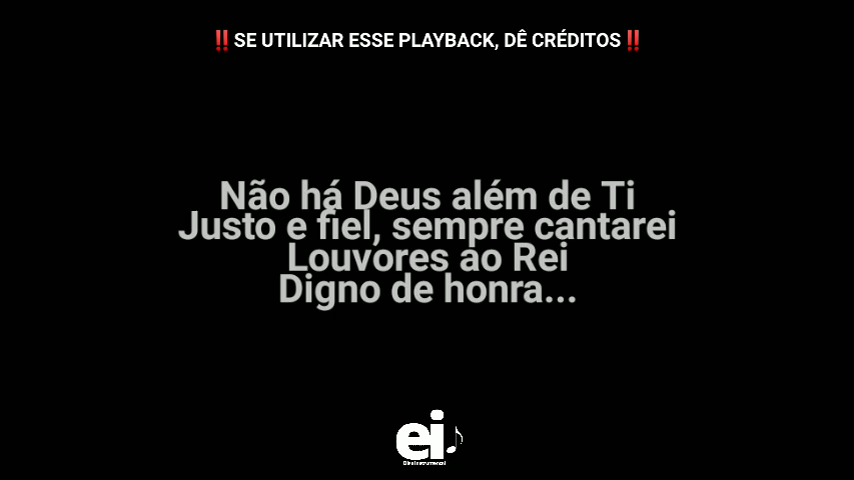 ‼SE UTILIZAR ESSE PLAYBACK, DÊ CRÉDITOS‼
Não há Deus além de Ti
Justo e fiel, sempre cantarei
Louvores ao Rei
Digno de honra...
ei